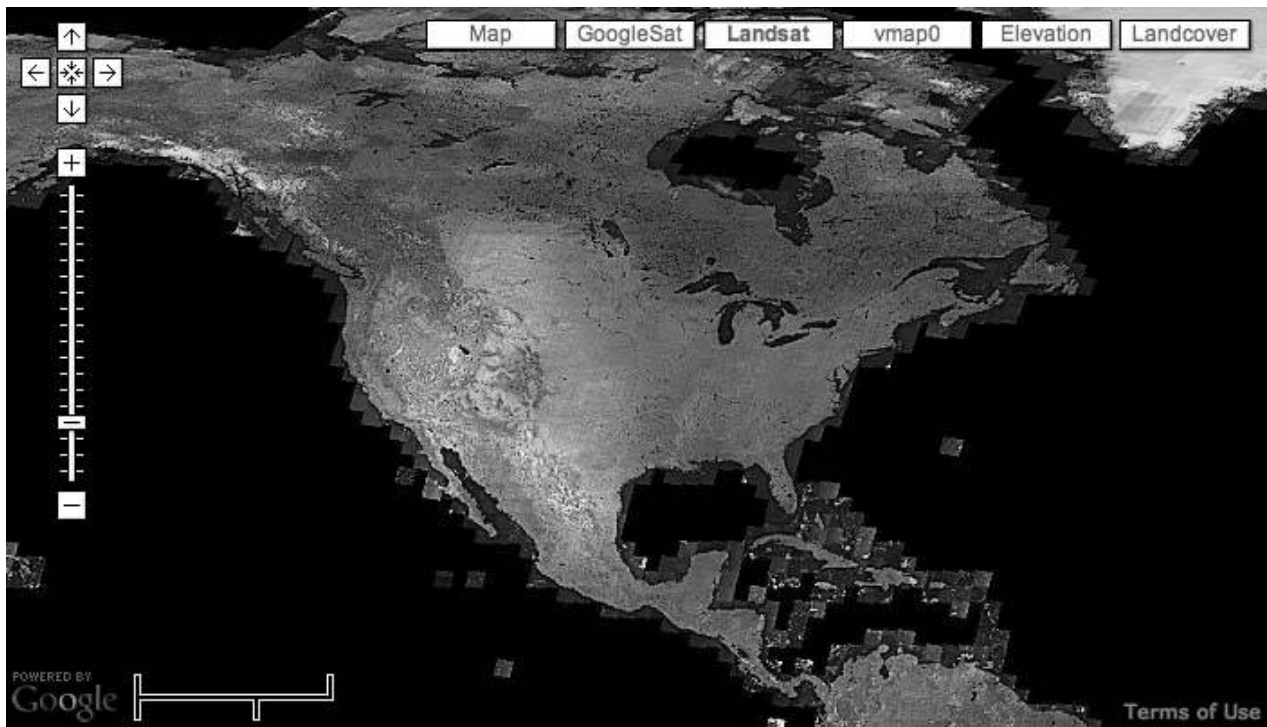 Map
GoogleSat
Landsat
vmap0
Elevation
Landcover
POWERED BY
Google
Terms of Use